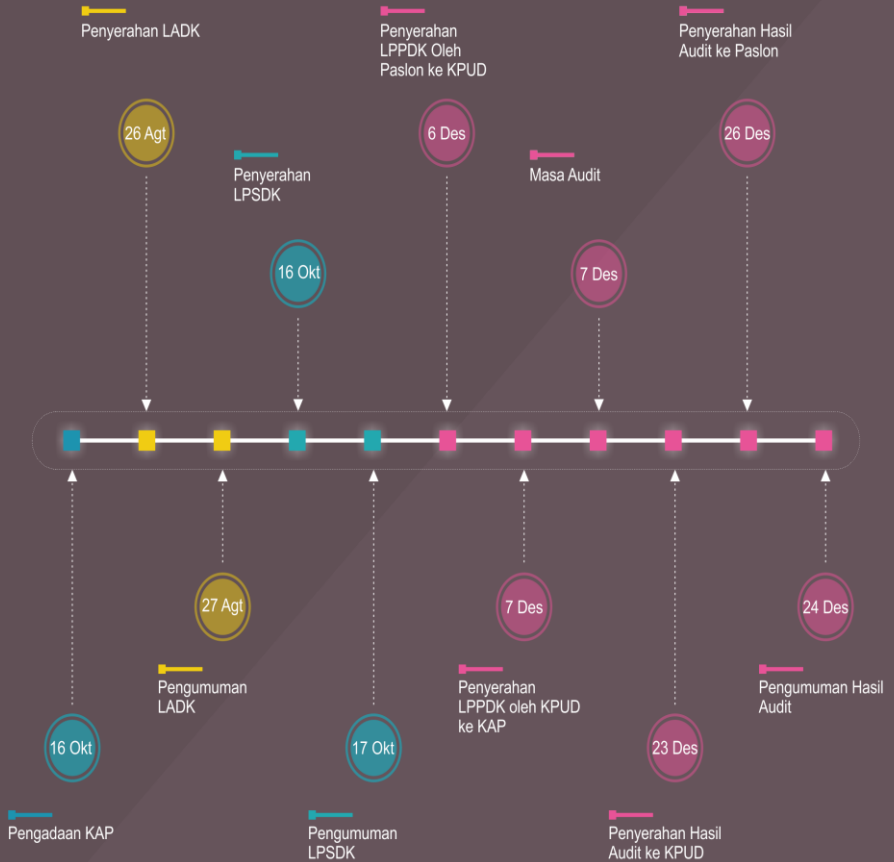 Penyerahan LADK
26 Agt
Penyerahan
LPSDK
16 Okt
Penyerahan
LPPDK Oleh
Paslon ke KPUD
6 Des
Masa Audit
7 Des
Penyerahan Hasil
Audit ke Paslon
26 Des
16 Okt
Pengadaan KAP
27 Agt
Pengumuman
LADK
17 Okt
Pengumuman
LPSDK
7 Des
Penyerahan
LPPDK oleh KPUD
ke KAP
23 Des
Penyerahan Hasil
Audit ke KPUD
24 Des
Pengumuman Hasil
Audit